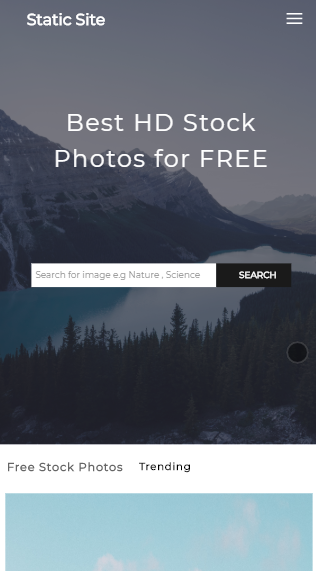 Static Site
Best HD Stock
Photos for FREE
Search for image e.g Nature , Science
SEARCH
Free Stock Photos
Trending